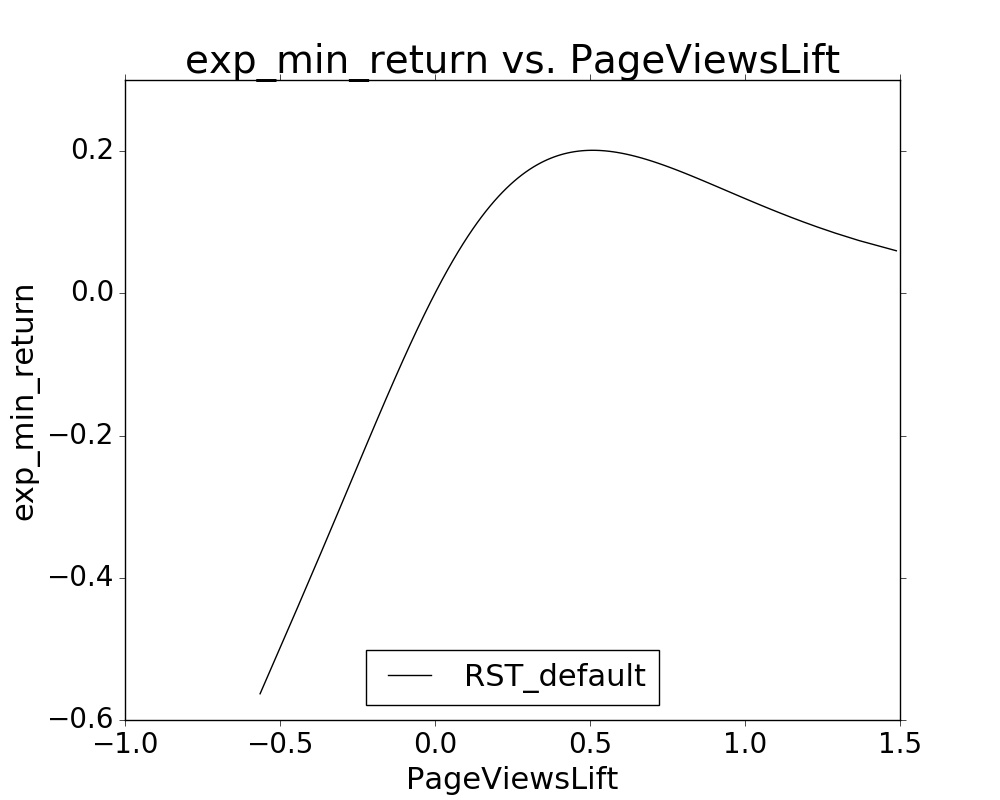 exp_min_return vs. PageViewsLift
0.2
0.0
−0.2
−0.4
−0.6
exp_min_return
RST_default
−1.0 −0.5 0.0 0.5 1.0 1.5
PageViewsLift